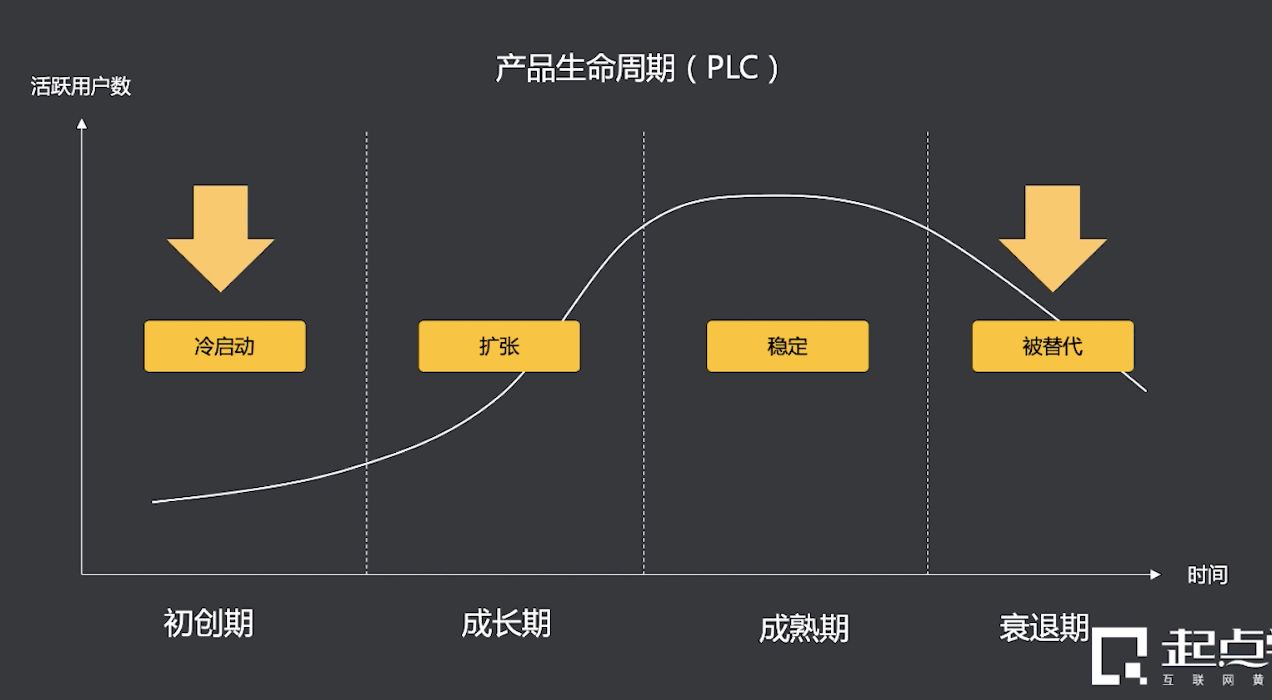 产品生命周期（PLC）
活跃用户数
冷启动
扩张
稳定
被替代
时间
初创期
成长期
成熟期
衰退期
起点
互联网黄